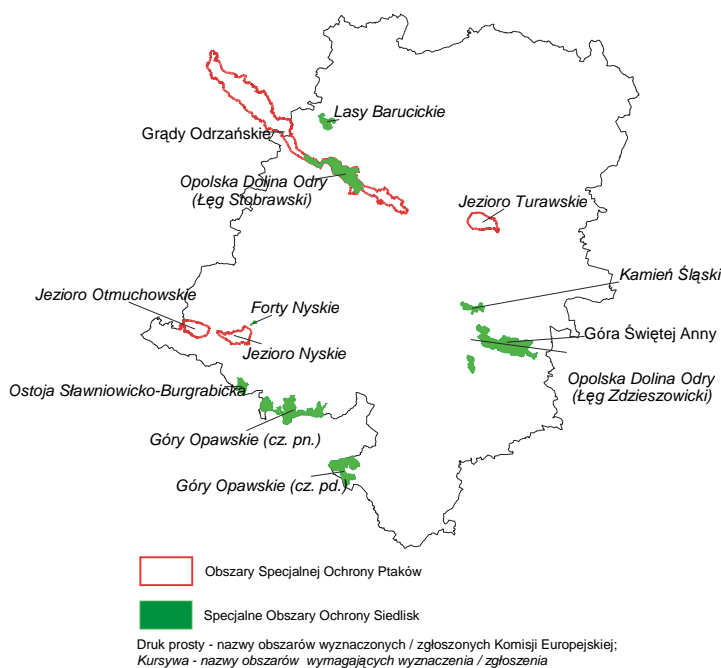 Lasy Barucickie
Grądy Odrzańskie
Opolska Dolina Odry
(Łęg Stobrawski)
Jezioro Turawskie
Kamień Śląski
Jezioro Otmuchowskie
Forty Nyskie
Góra Świętej Anny
Jezioro Nyskie
Opolska Dolina Odry
(Łęg Zdzieszowicki)
Ostoja Sławniowicko-Burgrabicka
Góry Opawskie (cz. pn.)
Góry Opawskie (cz. pd.)
Obszary Specjalnej Ochrony Ptaków
Specjalne Obszary Ochrony Siedlisk
Druk prosty - nazwy obszarów wyznaczonych / zgłoszonych Komisji Europejskiej;
Kursywa - nazwy obszarów wymagających wyznaczenia / zgłoszenia